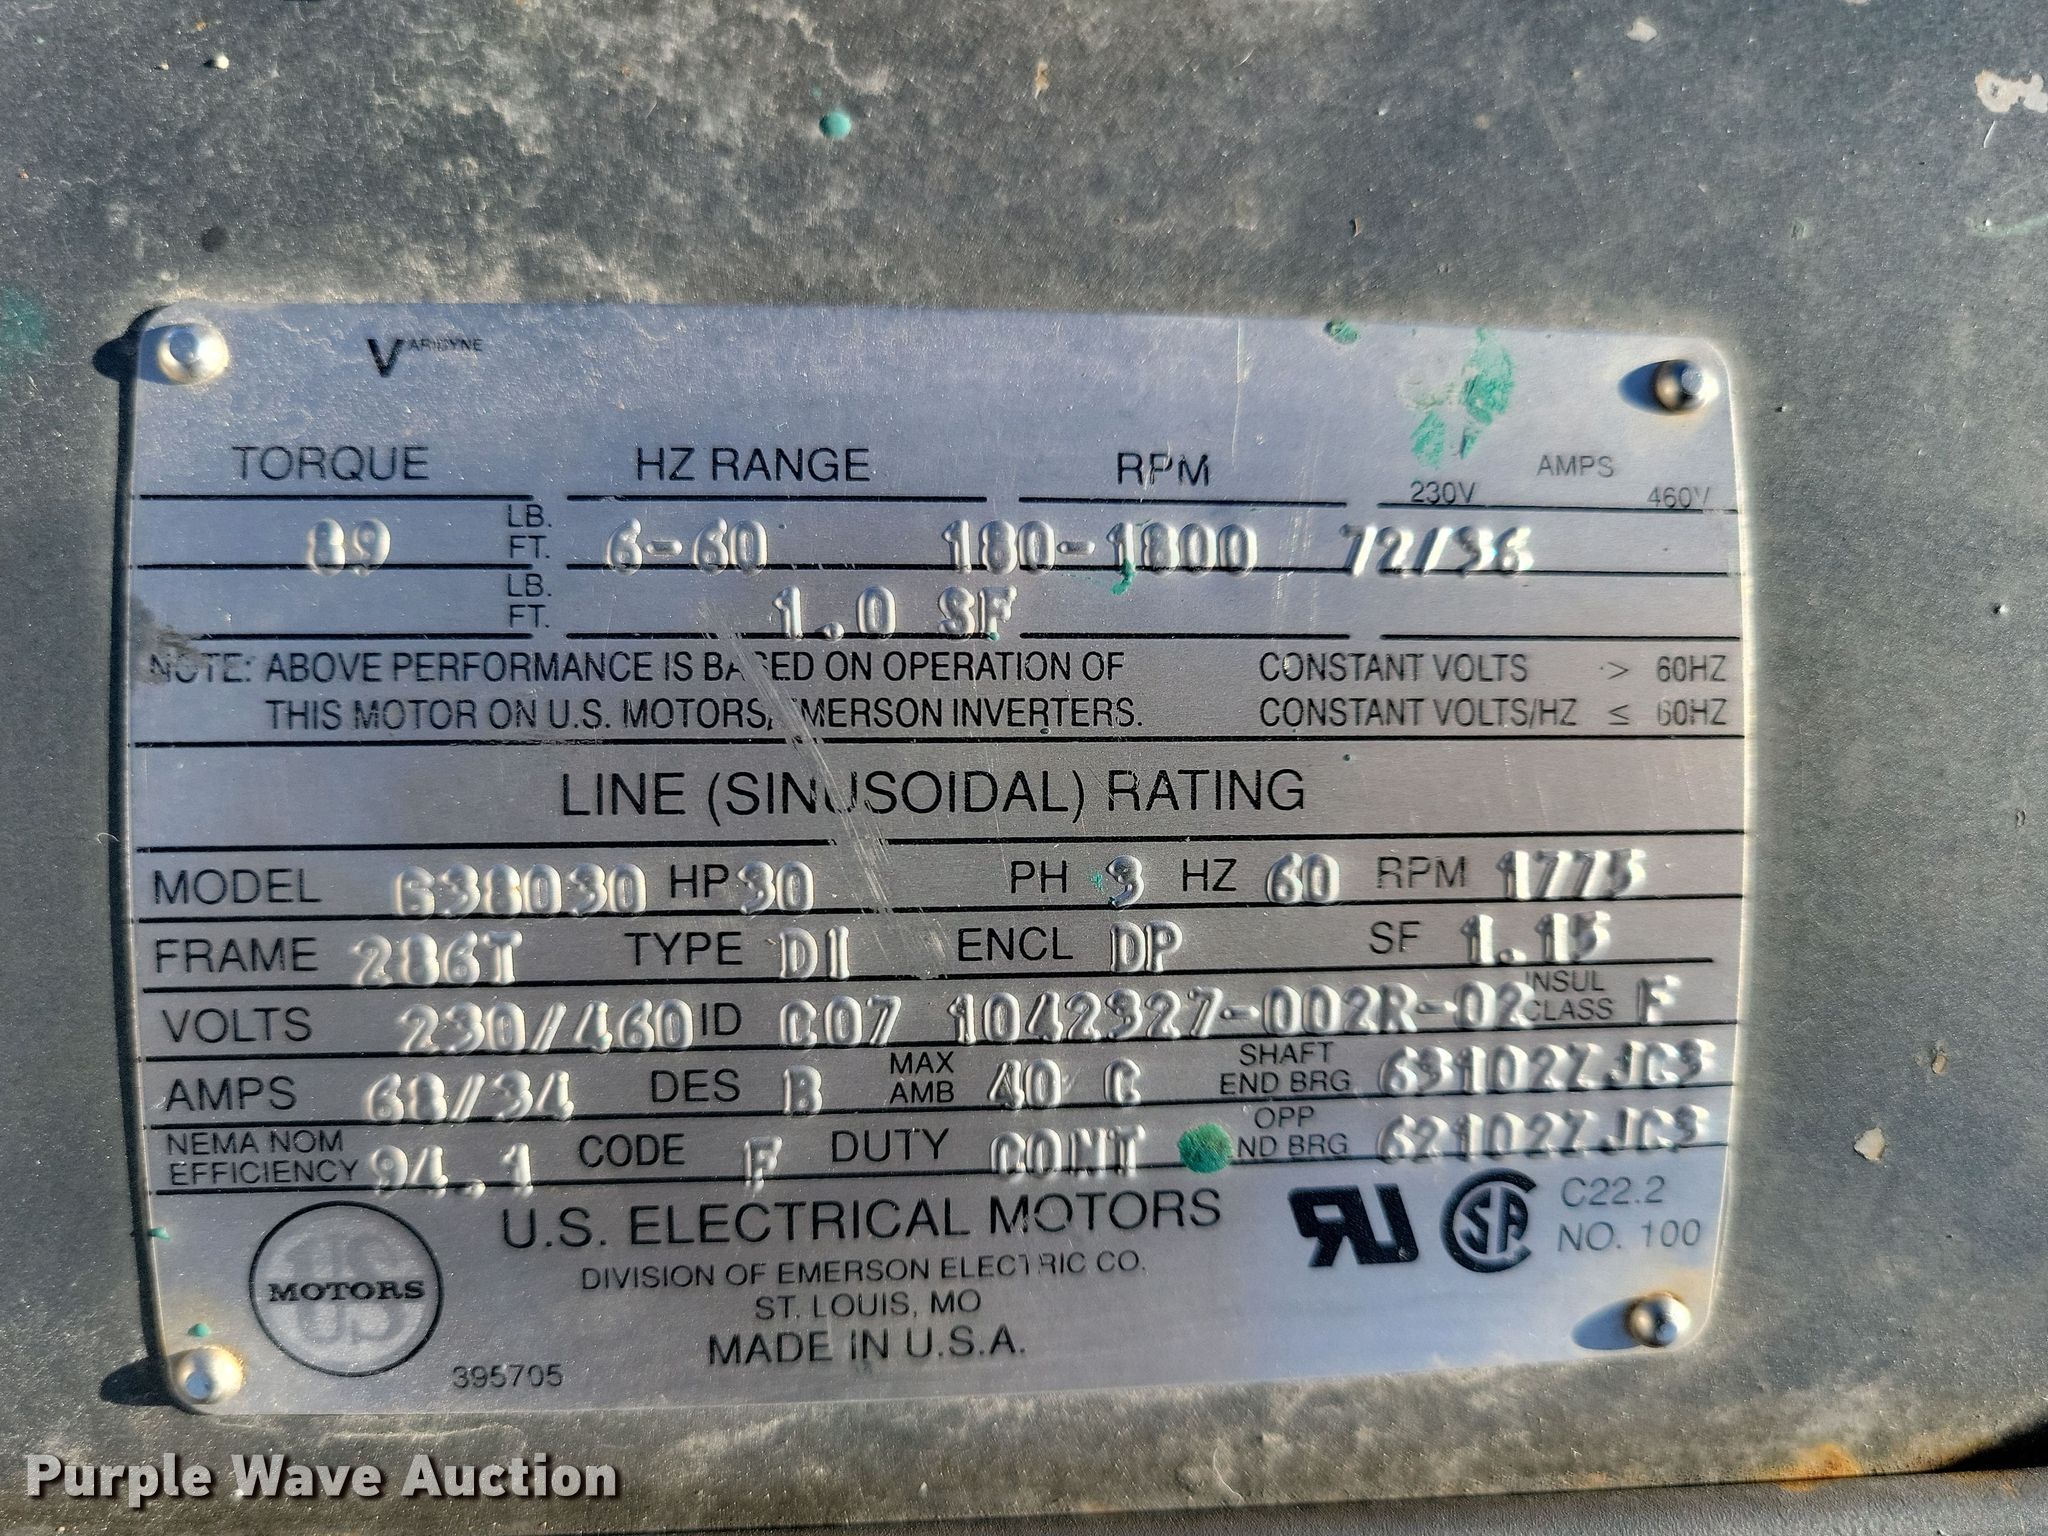 VARIDYNE
TORQUE HZ RANGE RPM AMPS
230V 460V
89 LB. FT. 6-60 180-1800 72/36
LB. FT. 1.0 SF
NOTE: ABOVE PERFORMANCE IS BASED ON OPERATION OF CONSTANT VOLTS > 60HZ
THIS MOTOR ON U.S. MOTORS/EMERSON INVERTERS. CONSTANT VOLTS/HZ ≤ 60HZ
LINE (SINUSOIDAL) RATING
MODEL 638030 HP 30 PH 3 HZ 60 RPM 1775
FRAME 286T TYPE DI ENCL DP SF 1.15
VOLTS 230/460 ID C07 1042327-002R-02 INSUL CLASS F
AMPS 68/34 DES B MAX AMB 40 C SHAFT END BRG 63102ZJC3
NEMA NOM EFFICIENCY 94.1 CODE F DUTY CONT OPP END BRG 62102ZJC3
U.S. ELECTRICAL MOTORS
DIVISION OF EMERSON ELECTRIC CO.
ST. LOUIS, MO
MADE IN U.S.A.
US
MOTORS
395705
UR
SA
C22.2
NO. 100
Purple Wave Auction